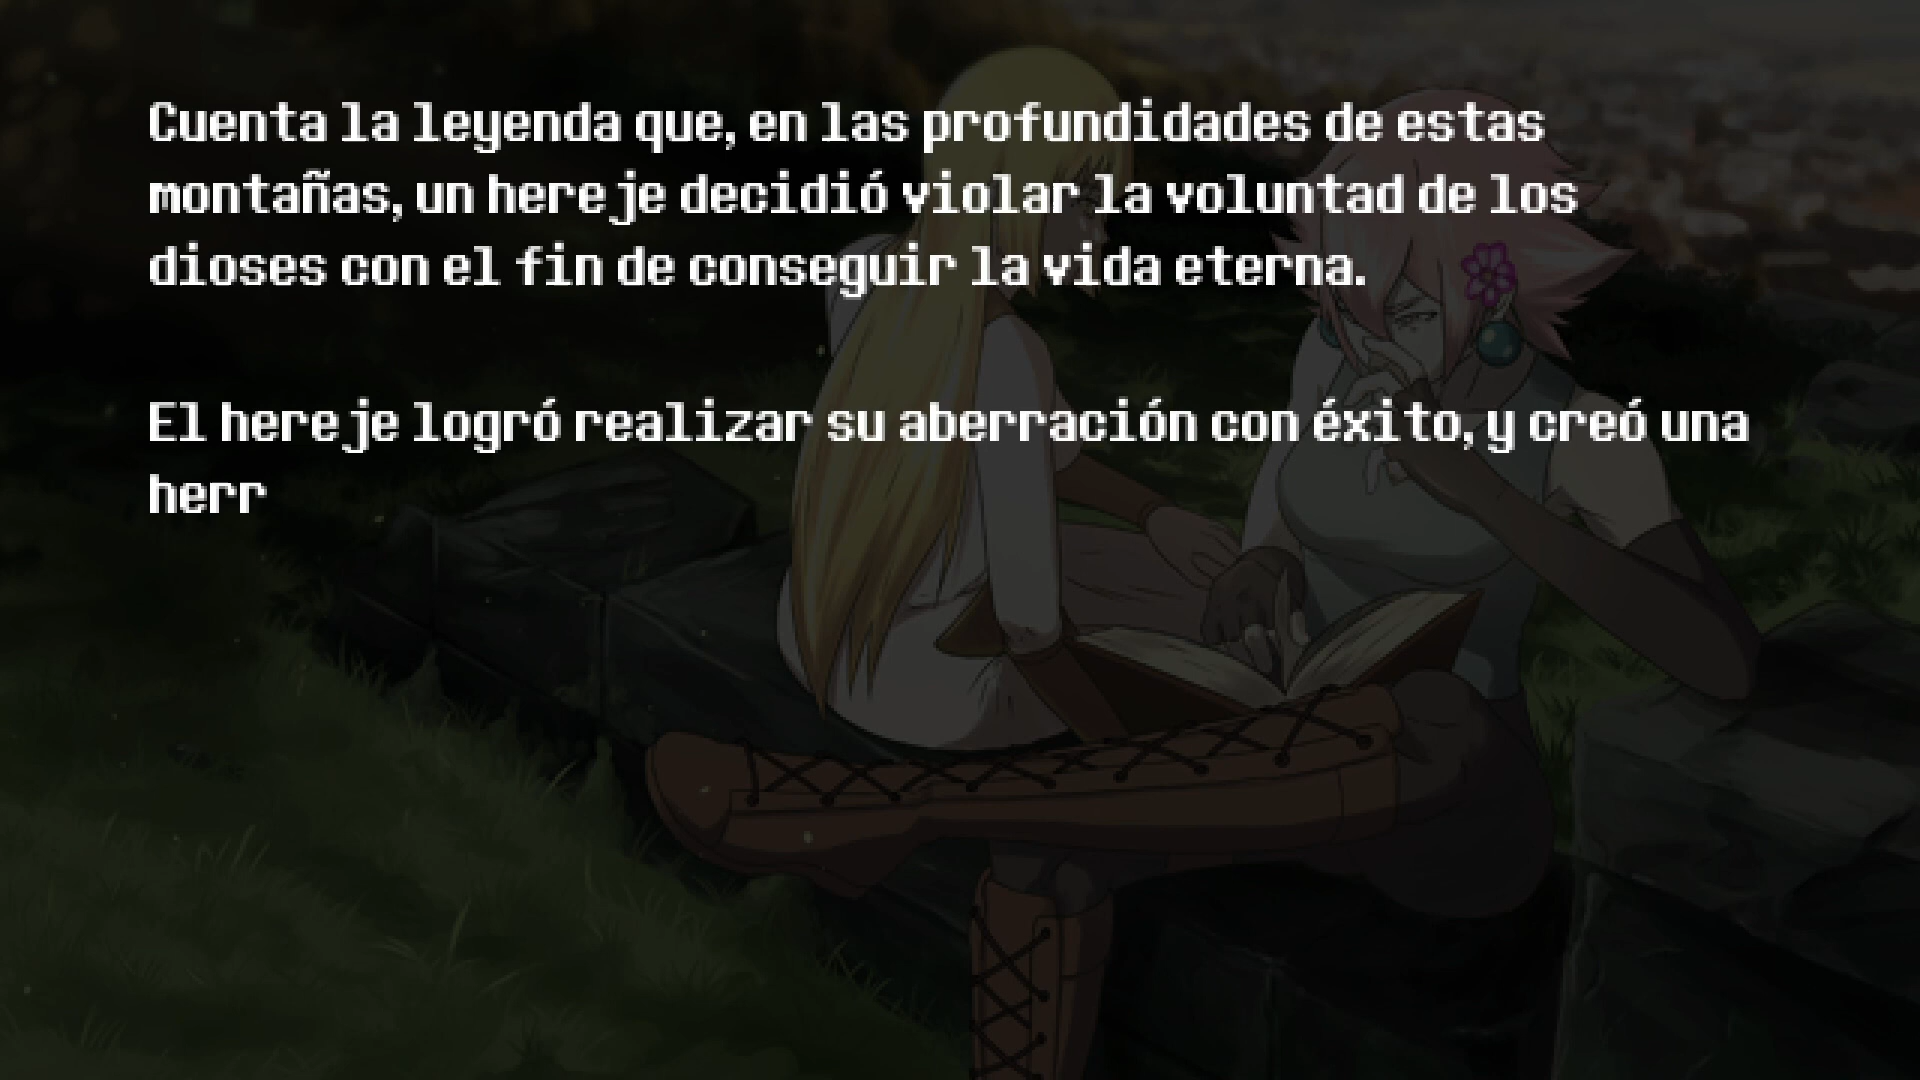 Cuenta la leyenda que, en las profundidades de estas
montañas, un hereje decidió violar la voluntad de los
dioses con el fin de conseguir la vida eterna.
El hereje logró realizar su aberración con éxito, y creó una
herr